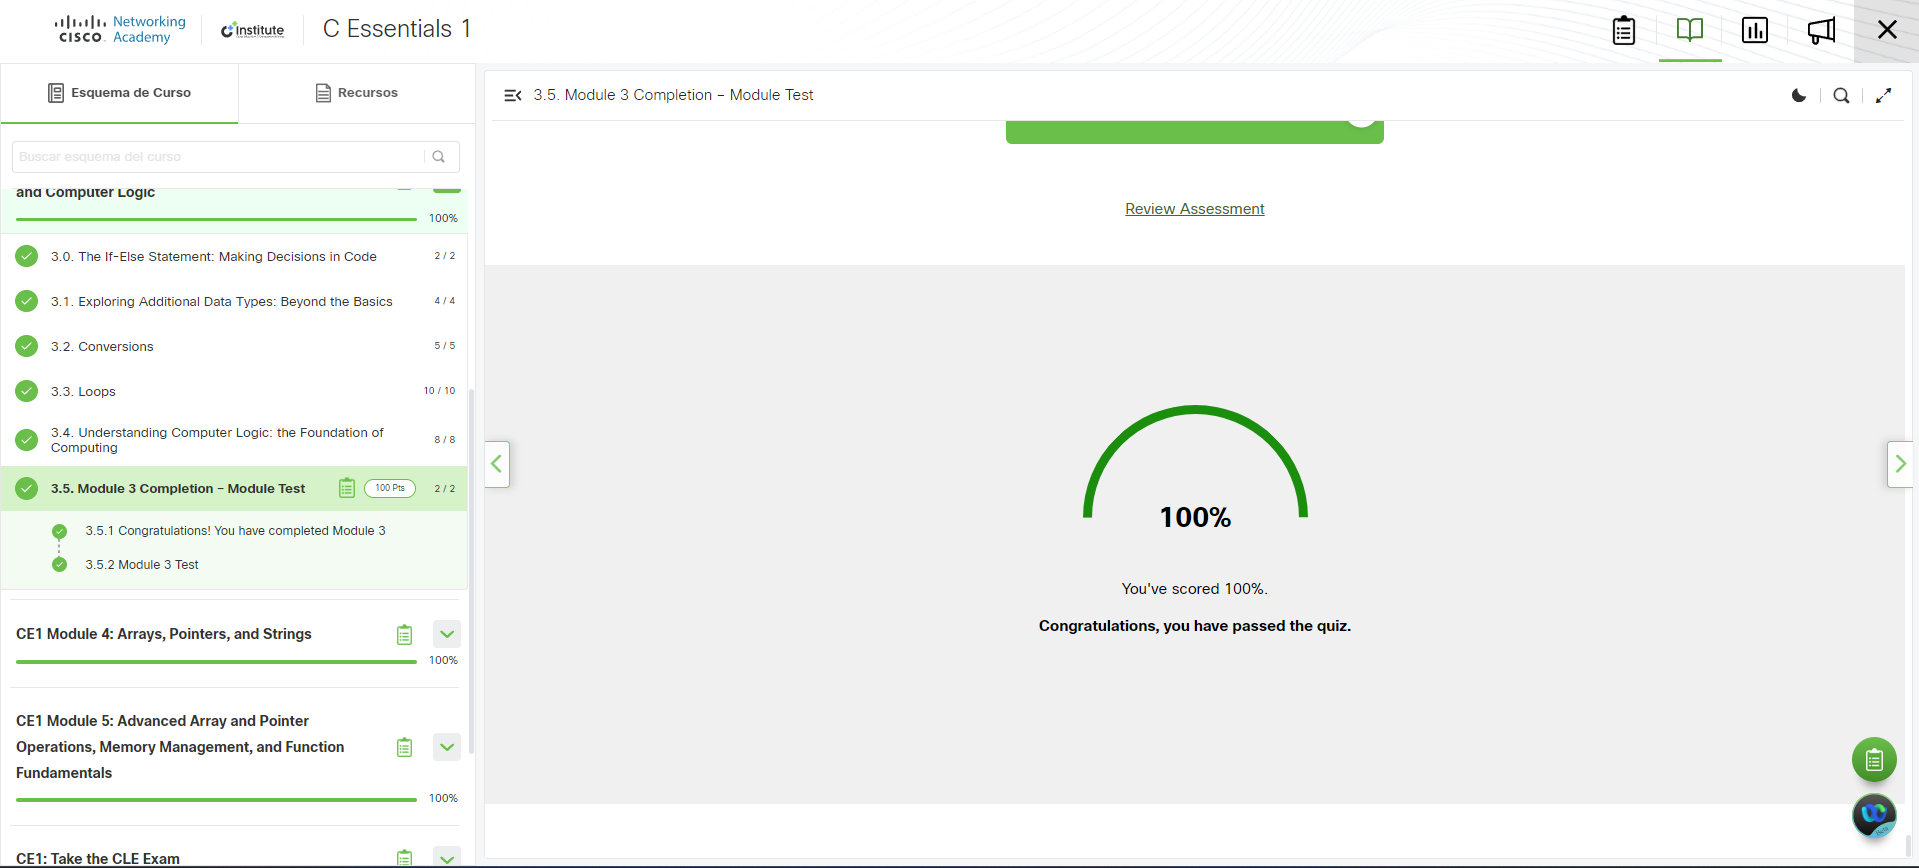 CISCO
Networking
Academy
C++ Institute
C Essentials 1
Esquema de Curso
Recursos
Buscar esquema del curso
and Computer Logic
100%
3.0. The If-Else Statement: Making Decisions in Code
2 / 2
3.1. Exploring Additional Data Types: Beyond the Basics
4 / 4
3.2. Conversions
5 / 5
3.3. Loops
10 / 10
3.4. Understanding Computer Logic: the Foundation of
Computing
8 / 8
3.5. Module 3 Completion – Module Test
100 Pts
2 / 2
3.5.1 Congratulations! You have completed Module 3
3.5.2 Module 3 Test
CE1 Module 4: Arrays, Pointers, and Strings
100%
CE1 Module 5: Advanced Array and Pointer
Operations, Memory Management, and Function
Fundamentals
100%
CE1: Take the CLE Exam
3.5. Module 3 Completion – Module Test
Review Assessment
100%
You've scored 100%.
Congratulations, you have passed the quiz.